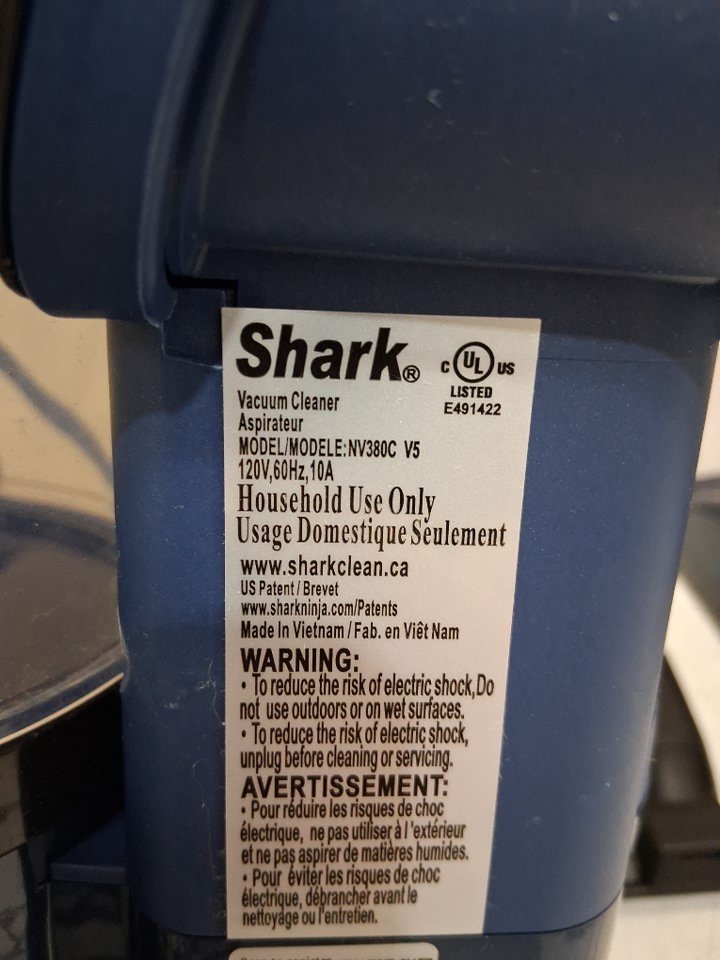 Shark®
C UL US
LISTED
E491422
Vacuum Cleaner
Aspirateur
MODEL/MODELE:NV380C V5
120V,60Hz,10A
Household Use Only
Usage Domestique Seulement
www.sharkclean.ca
US Patent / Brevet
www.sharkninja.com/Patents
Made In Vietnam / Fab. en Viêt Nam
WARNING:
• To reduce the risk of electric shock,Do
not use outdoors or on wet surfaces.
• To reduce the risk of electric shock,
unplug before cleaning or servicing.
AVERTISSEMENT:
• Pour réduire les risques de choc
électrique, ne pas utiliser à l'extérieur
et ne pas aspirer de matières humides.
• Pour éviter les risques de choc
électrique, débrancher avant le
nettoyage ou l'entretien.